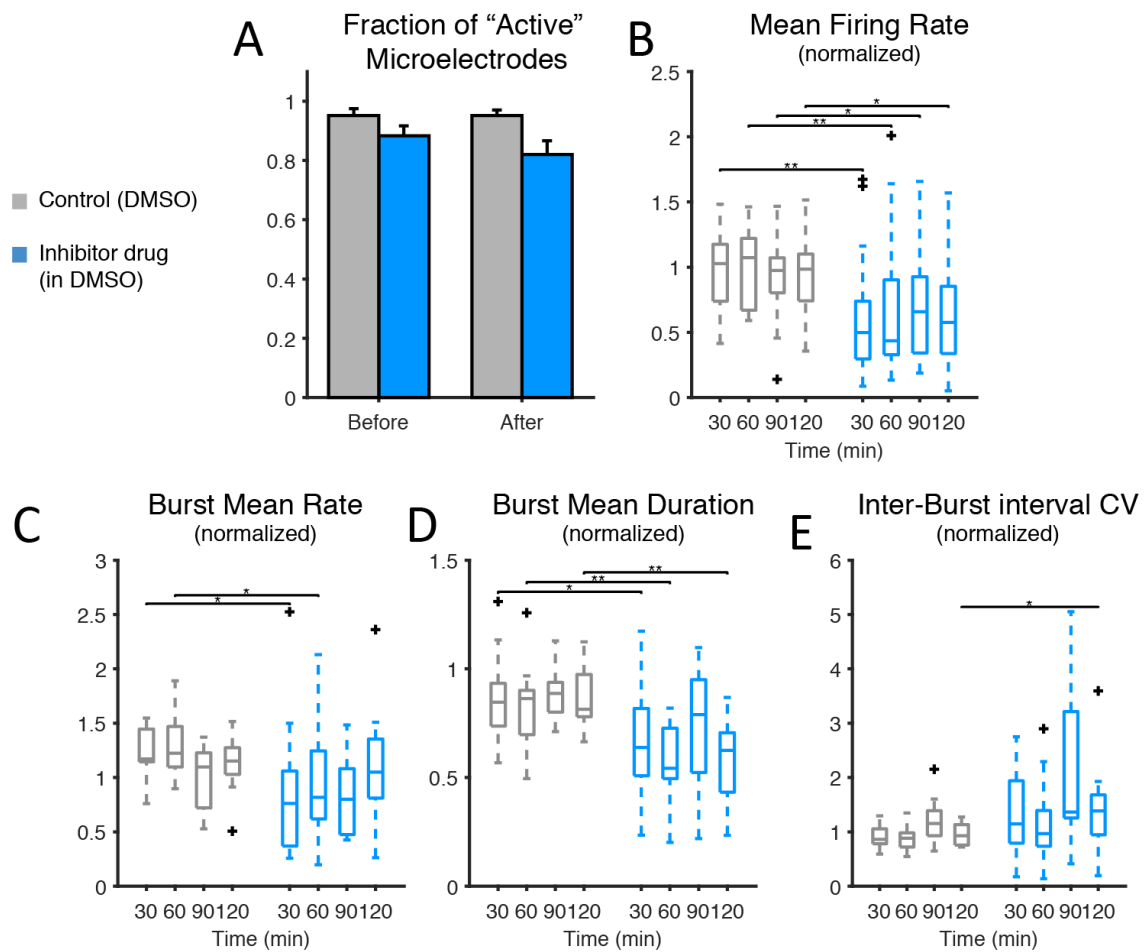 A
Fraction of “Active”
Microelectrodes
1
0.8
0.6
0.4
0.2
0
Before
After
Control (DMSO)
Inhibitor drug
(in DMSO)
B
Mean Firing Rate
(normalized)
2.5
2
1.5
1
0.5
0
*
*
**
**
30 60 90120
30 60 90120
Time (min)
C
Burst Mean Rate
(normalized)
3
2.5
2
1.5
1
0.5
0
*
*
30 60 90120
30 60 90120
Time (min)
D
Burst Mean Duration
(normalized)
1.5
1
0.5
0
**
**
*
30 60 90120
30 60 90120
Time (min)
E
Inter-Burst interval CV
(normalized)
6
5
4
3
2
1
0
*
30 60 90120
30 60 90120
Time (min)